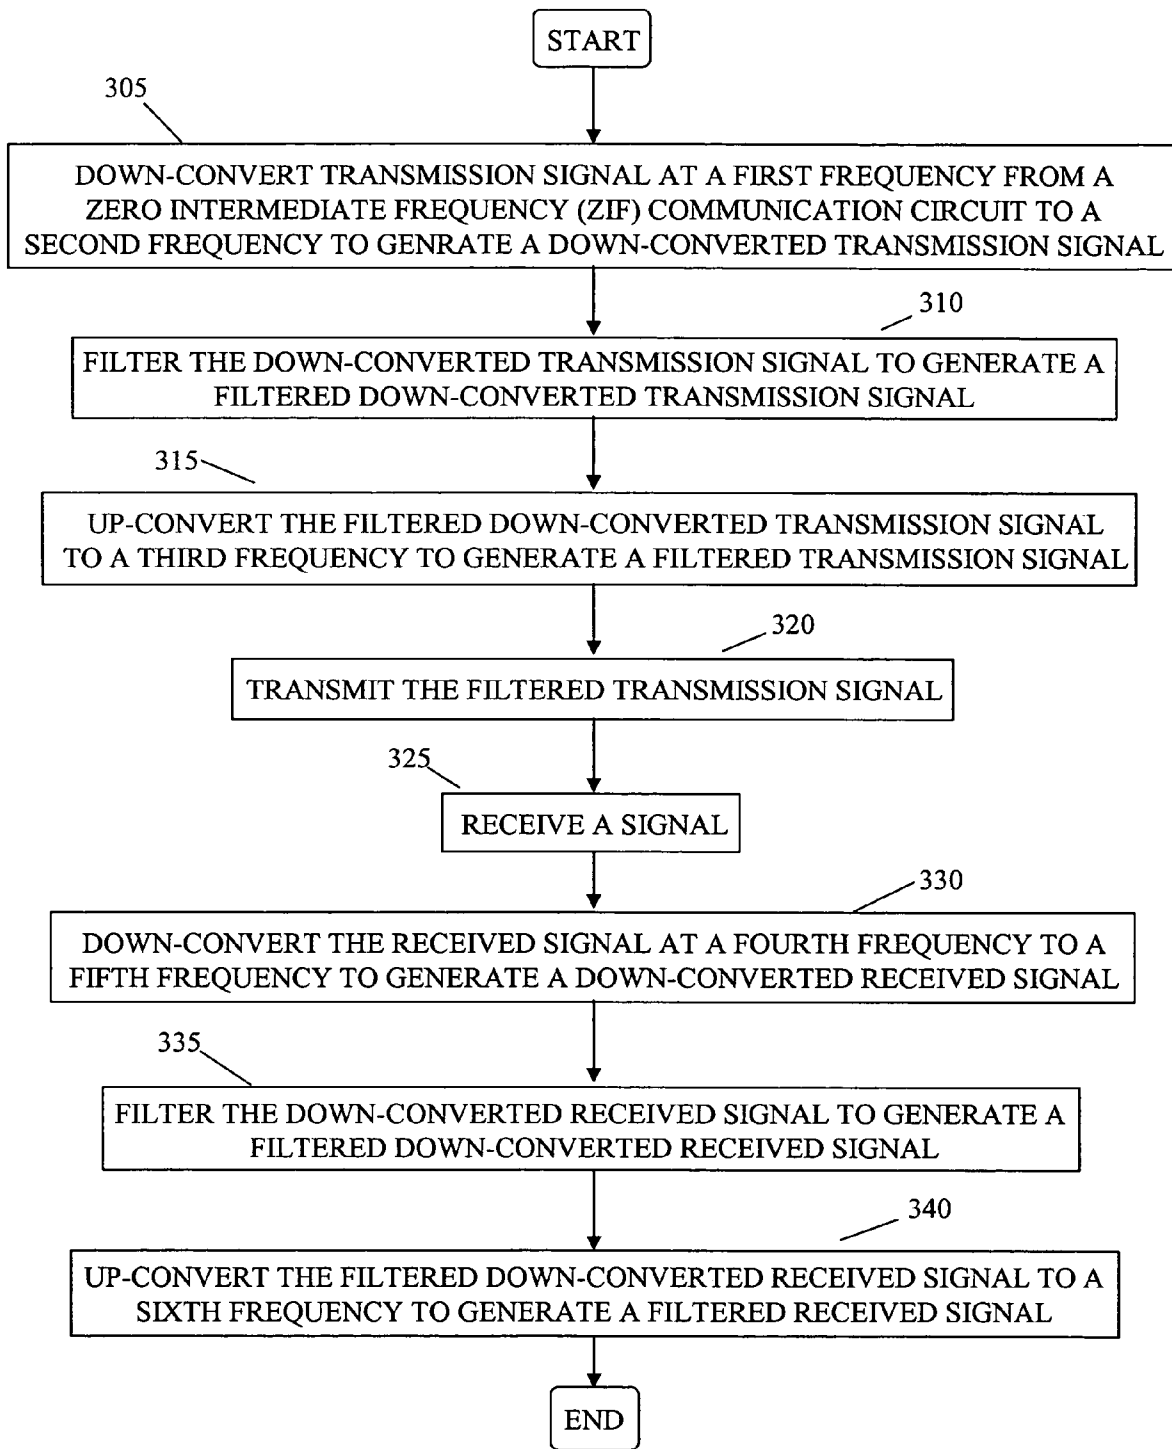 START
305
DOWN-CONVERT TRANSMISSION SIGNAL AT A FIRST FREQUENCY FROM A
ZERO INTERMEDIATE FREQUENCY (ZIF) COMMUNICATION CIRCUIT TO A
SECOND FREQUENCY TO GENRATE A DOWN-CONVERTED TRANSMISSION SIGNAL
310
FILTER THE DOWN-CONVERTED TRANSMISSION SIGNAL TO GENERATE A
FILTERED DOWN-CONVERTED TRANSMISSION SIGNAL
315
UP-CONVERT THE FILTERED DOWN-CONVERTED TRANSMISSION SIGNAL
TO A THIRD FREQUENCY TO GENERATE A FILTERED TRANSMISSION SIGNAL
320
TRANSMIT THE FILTERED TRANSMISSION SIGNAL
325
RECEIVE A SIGNAL
330
DOWN-CONVERT THE RECEIVED SIGNAL AT A FOURTH FREQUENCY TO A
FIFTH FREQUENCY TO GENERATE A DOWN-CONVERTED RECEIVED SIGNAL
335
FILTER THE DOWN-CONVERTED RECEIVED SIGNAL TO GENERATE A
FILTERED DOWN-CONVERTED RECEIVED SIGNAL
340
UP-CONVERT THE FILTERED DOWN-CONVERTED RECEIVED SIGNAL TO A
SIXTH FREQUENCY TO GENERATE A FILTERED RECEIVED SIGNAL
END